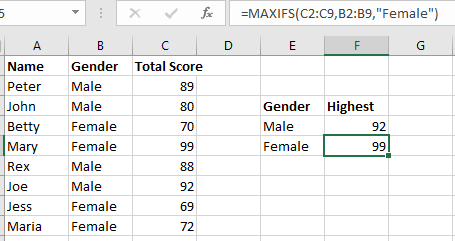 5 fx =MAXIFS(C2:C9,B2:B9,"Female")
A B C D E F G
Name Gender Total Score
Peter Male 89
John Male 80 Gender Highest
Betty Female 70 Male 92
Mary Female 99 Female 99
Rex Male 88
Joe Male 92
Jess Female 69
Maria Female 72